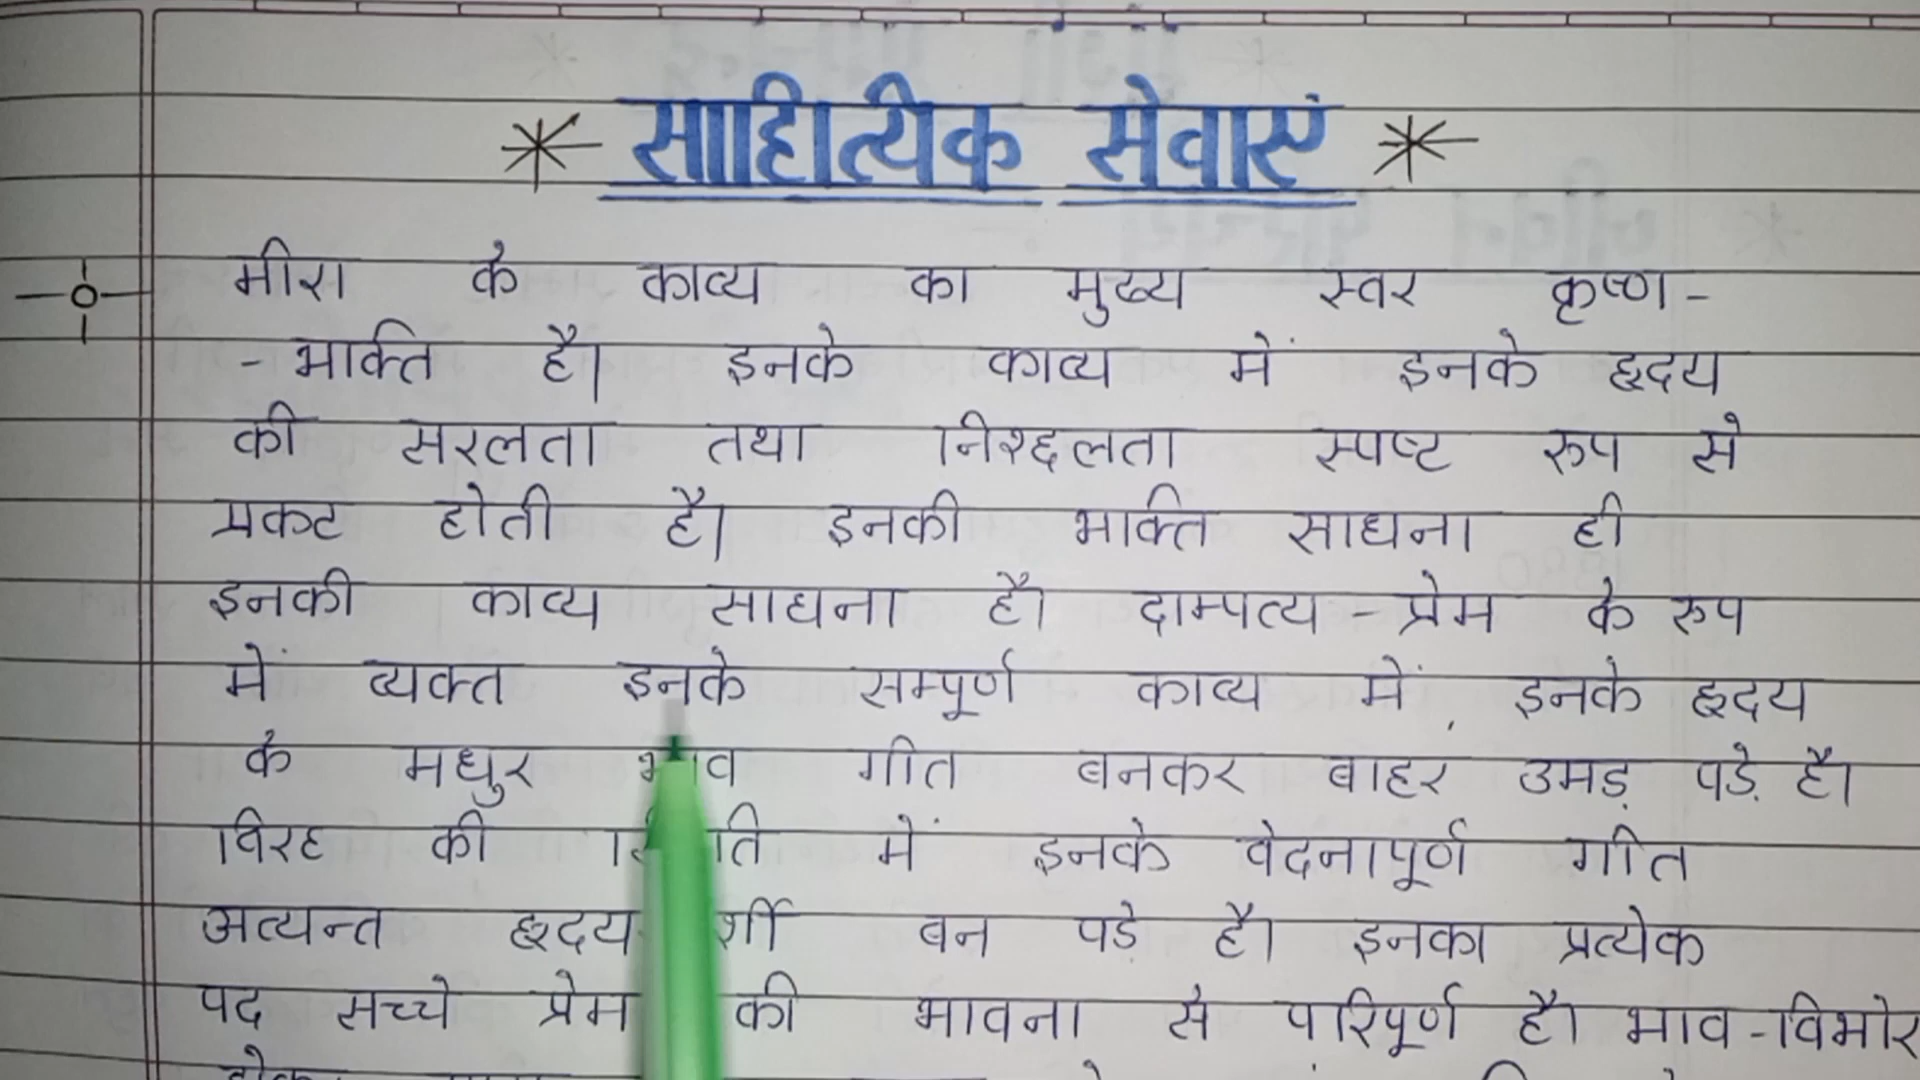 साहित्यिक सेवाएं
मीरा के काव्य का मुख्य स्वर कृष्ण-
-भक्ति है। इनके काव्य में इनके हृदय
की सरलता तथा निश्छलता स्पष्ट रूप से
प्रकट होती है। इनकी भक्ति साधना ही
इनकी काव्य साधना है। दाम्पत्य-प्रेम के रूप
में व्यक्त इनके सम्पूर्ण काव्य में, इनके हृदय
के मधुर भाव गीत बनकर बाहर उमड़ पड़े है।
विरह की में इनके वेदनापूर्ण गीत
अत्यन्त बन पड़े है। इनका प्रत्येक
पद सच्चे प्रेम की भावना से परिपूर्ण है। भाव-विभोर